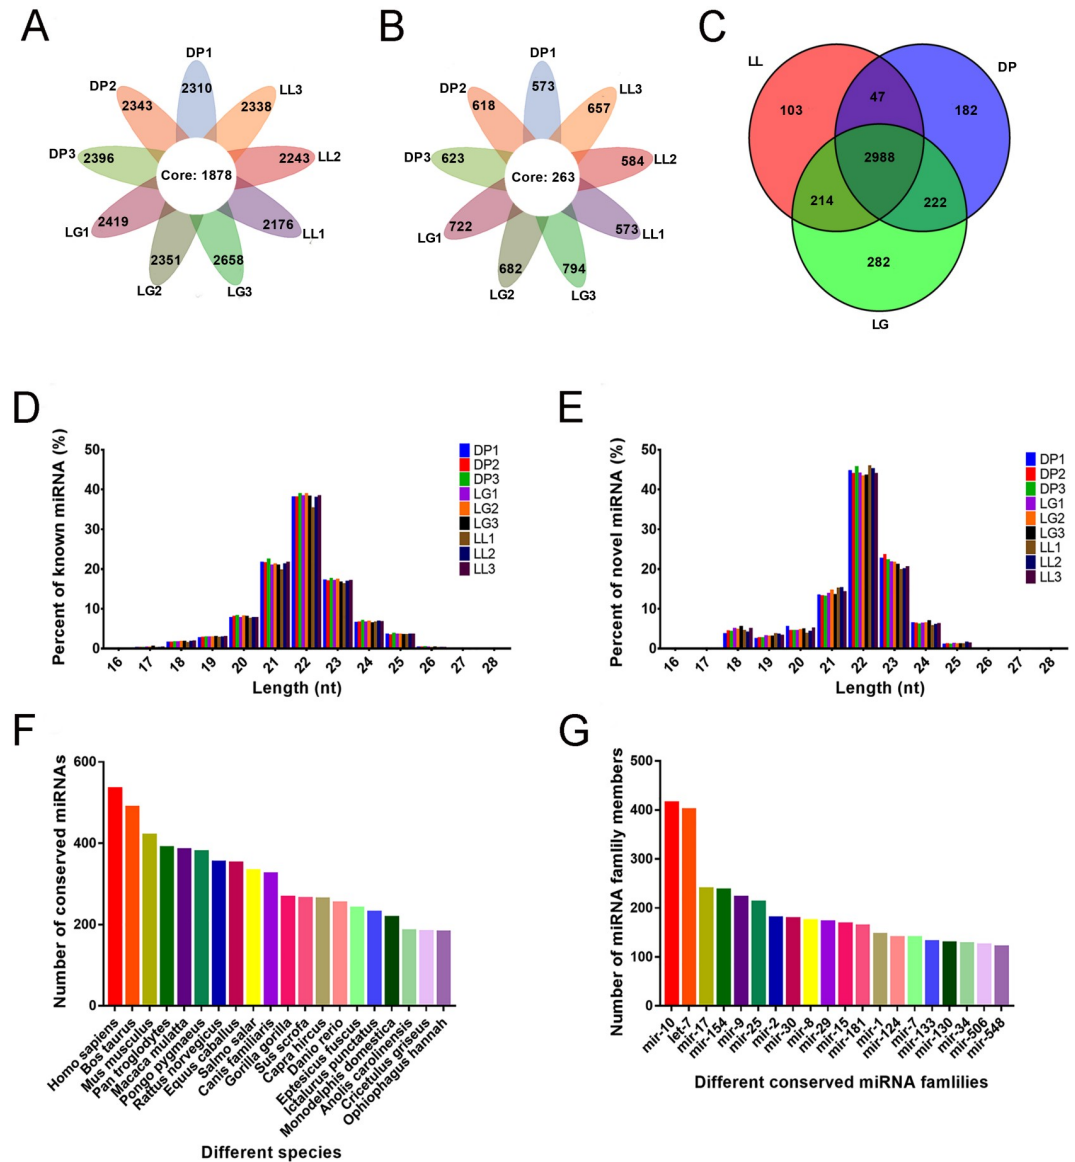 A
B
C
DP1
2310
DP2
2343
LL3
2338
DP3
2396
LL2
2243
Core: 1878
LG1
2419
LL1
2176
LG2
2351
LG3
2658
DP1
573
DP2
618
LL3
657
DP3
623
LL2
584
Core: 263
LG1
722
LL1
573
LG2
682
LG3
794
LL
DP
103
47
182
2988
214
222
282
LG
D
Percent of known miRNA (%)
50
40
30
20
10
0
16 17 18 19 20 21 22 23 24 25 26 27 28
Length (nt)
DP1
DP2
DP3
LG1
LG2
LG3
LL1
LL2
LL3
E
Percent of novel miRNA (%)
50
40
30
20
10
0
16 17 18 19 20 21 22 23 24 25 26 27 28
Length (nt)
DP1
DP2
DP3
LG1
LG2
LG3
LL1
LL2
LL3
F
Number of conserved miRNAs
600
400
200
0
Homo sapiens
Bos taurus
Mus musculus
Pan troglodytes
Macaca mulatta
Pongo pygmaeus
Rattus norvegicus
Equus caballus
Salmo salar
Canis familiaris
Gorilla gorilla
Sus scrofa
Capra hircus
Danio rerio
Eptesicus fuscus
Ictalurus punctatus
Monodelphis domestica
Anolis carolinensis
Cricetulus griseus
Ophiophagus hannah
Different species
G
Number of miRNA famlily members
500
400
300
200
100
0
mir-10
let-7
mir-17
mir-154
mir-9
mir-25
mir-2
mir-30
mir-8
mir-29
mir-15
mir-181
mir-1
mir-124
mir-7
mir-133
mir-130
mir-34
mir-506
mir-548
Different conserved miRNA famlilies